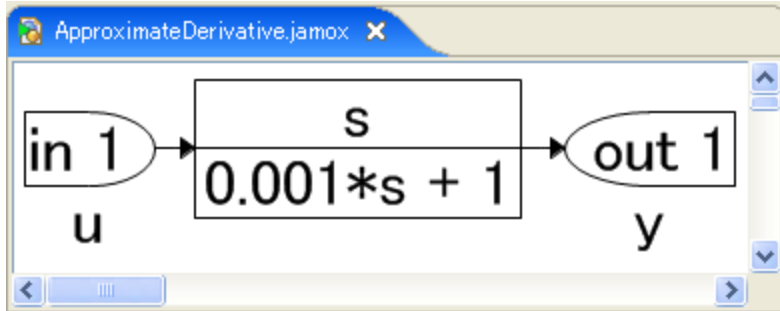 ApproximateDerivative.jamox
in 1
s
0.001*s + 1
out 1
u
y